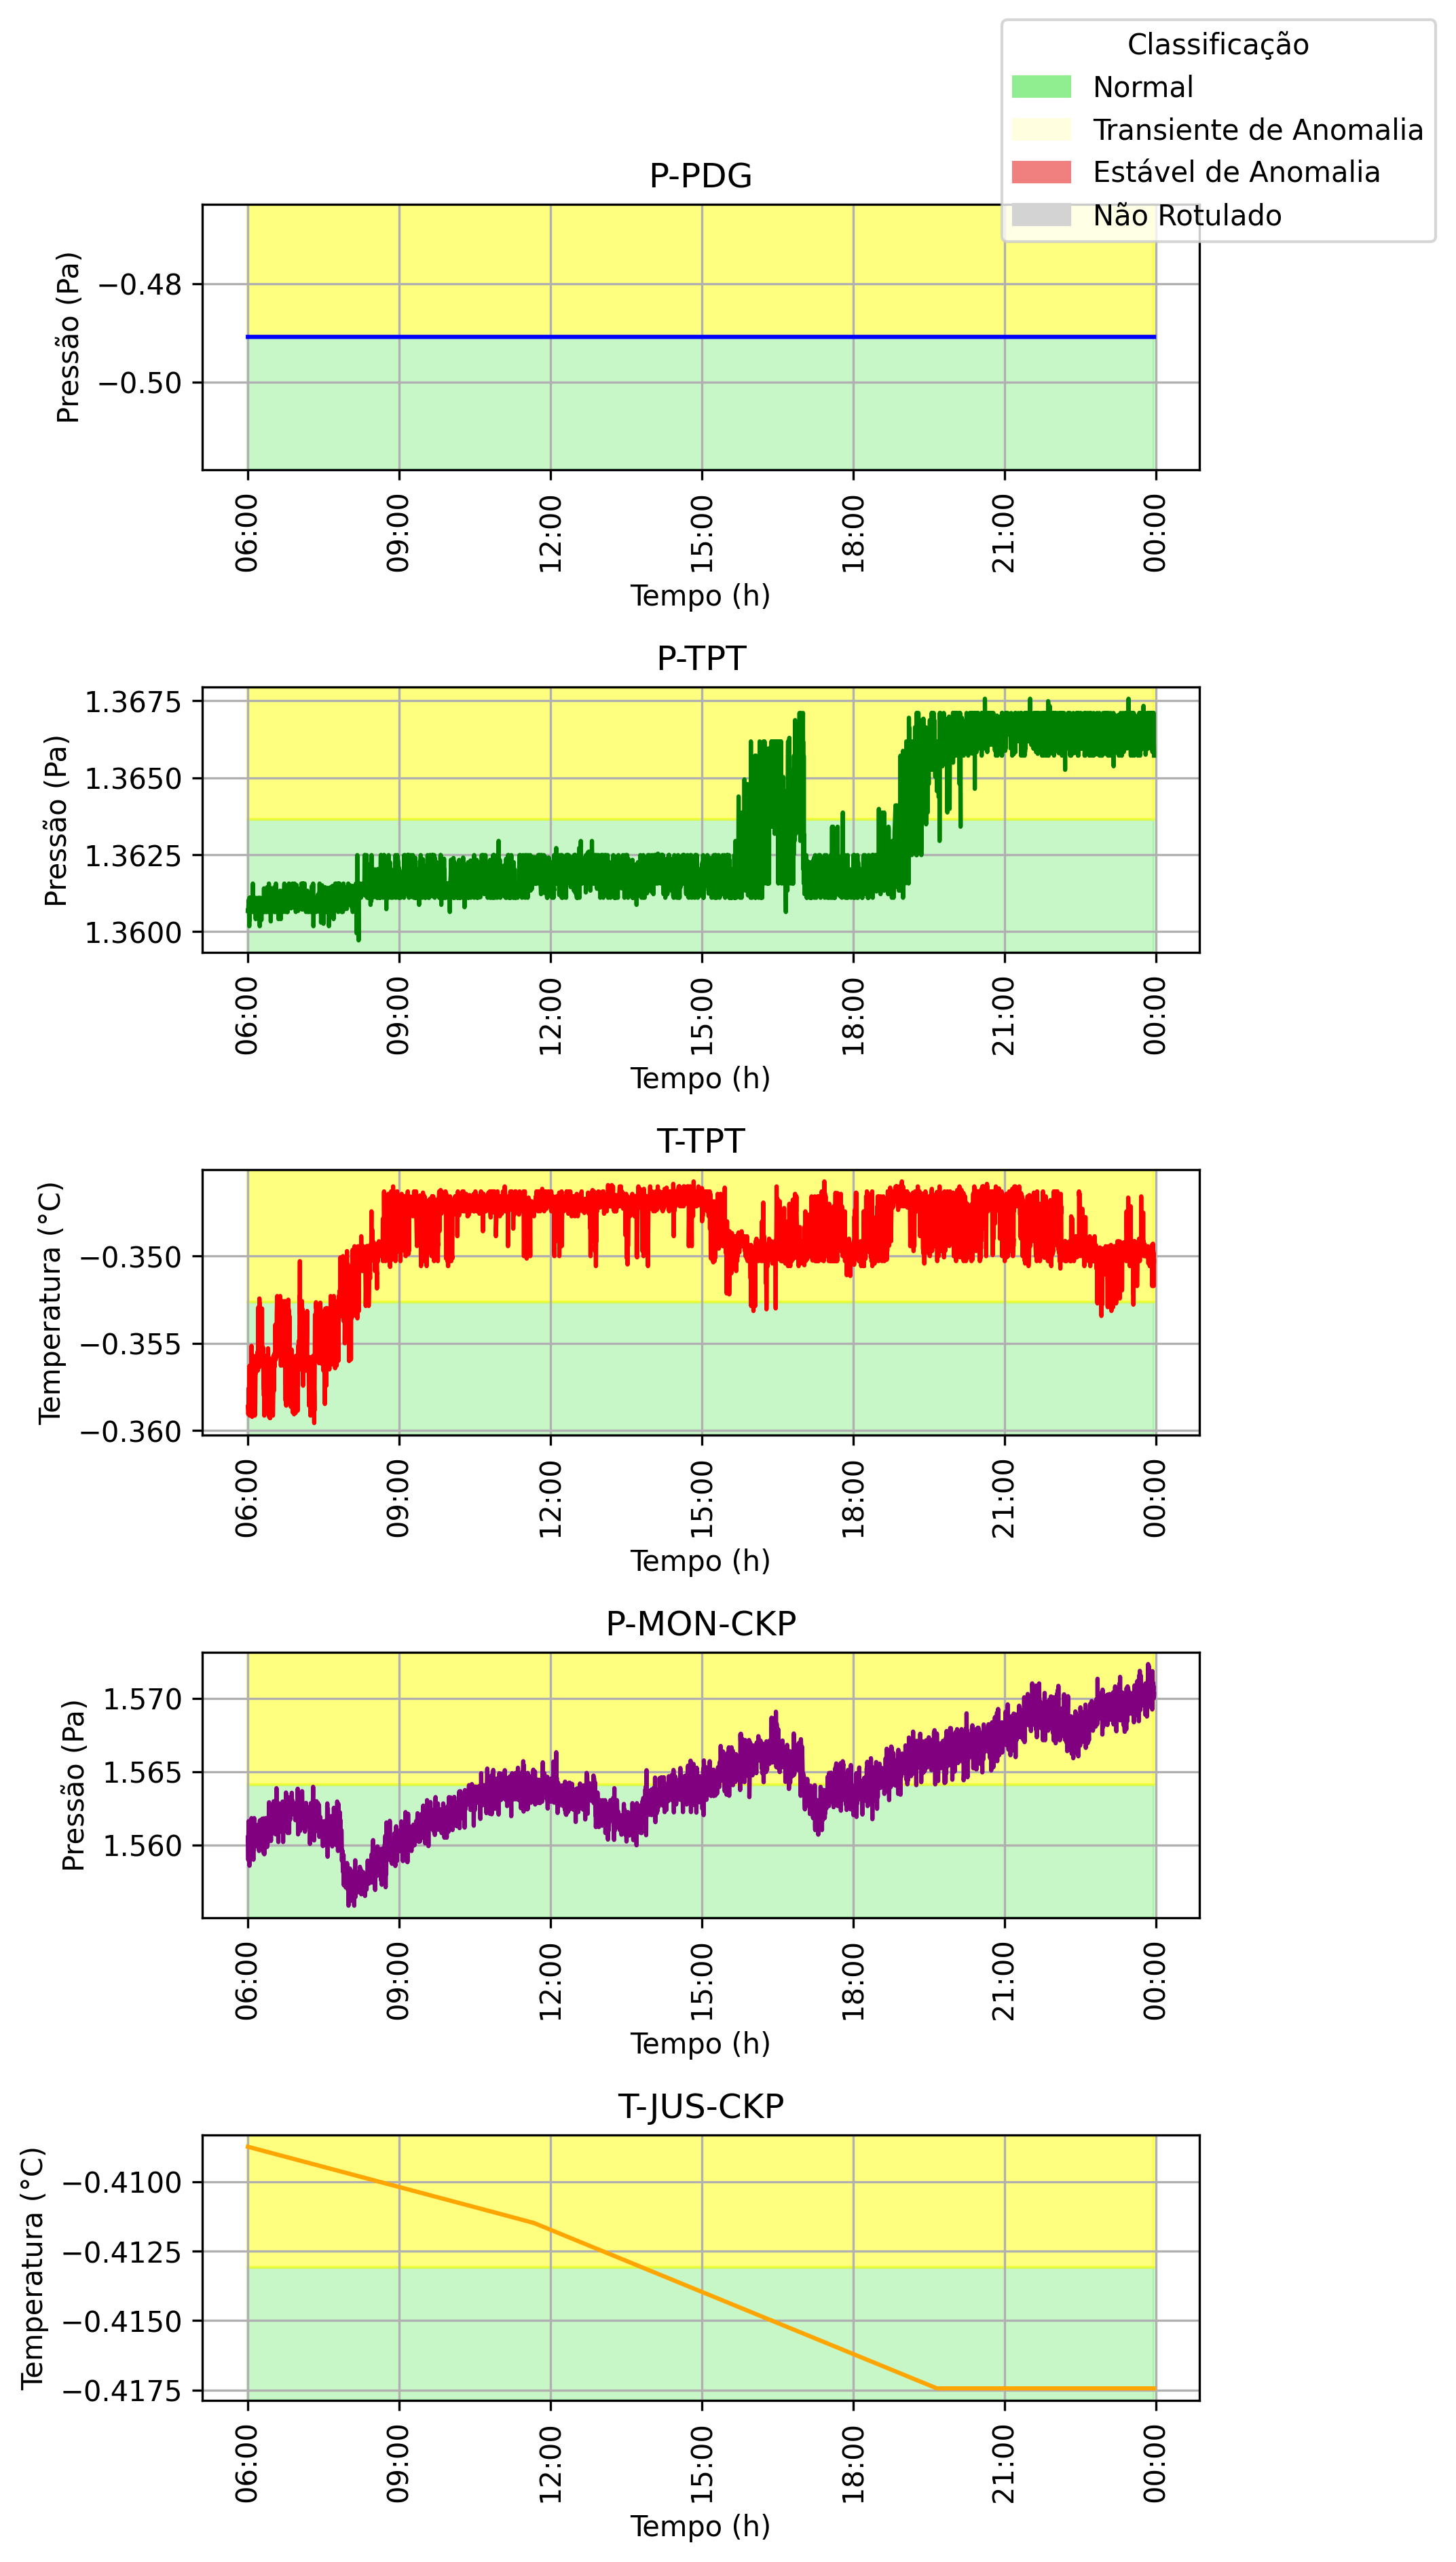 Classificação
Normal
Transiente de Anomalia
Estável de Anomalia
Não Rotulado
P-PDG
Pressão (Pa)
−0.48
−0.50
06:00 09:00 12:00 15:00 18:00 21:00 00:00
Tempo (h)
P-TPT
Pressão (Pa)
1.3675
1.3650
1.3625
1.3600
06:00 09:00 12:00 15:00 18:00 21:00 00:00
Tempo (h)
T-TPT
Temperatura (°C)
−0.350
−0.355
−0.360
06:00 09:00 12:00 15:00 18:00 21:00 00:00
Tempo (h)
P-MON-CKP
Pressão (Pa)
1.570
1.565
1.560
06:00 09:00 12:00 15:00 18:00 21:00 00:00
Tempo (h)
T-JUS-CKP
Temperatura (°C)
−0.4100
−0.4125
−0.4150
−0.4175
06:00 09:00 12:00 15:00 18:00 21:00 00:00
Tempo (h)